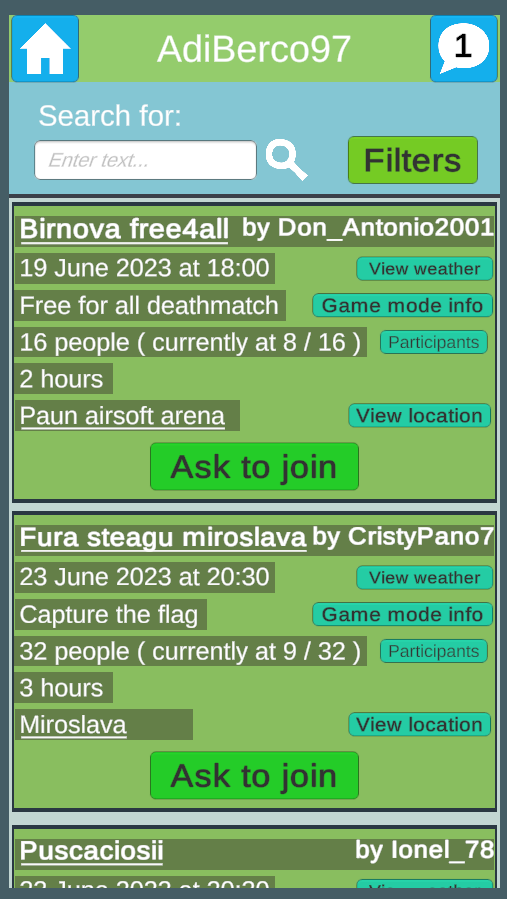 AdiBerco97 1
Search for:
Enter text... Filters
Birnova free4all by Don_Antonio2001
19 June 2023 at 18:00 View weather
Free for all deathmatch Game mode info
16 people ( currently at 8 / 16 ) Participants
2 hours
Paun airsoft arena View location
Ask to join
Fura steagu miroslava by CristyPano7
23 June 2023 at 20:30 View weather
Capture the flag Game mode info
32 people ( currently at 9 / 32 ) Participants
3 hours
Miroslava View location
Ask to join
Puscaciosii by Ionel_78